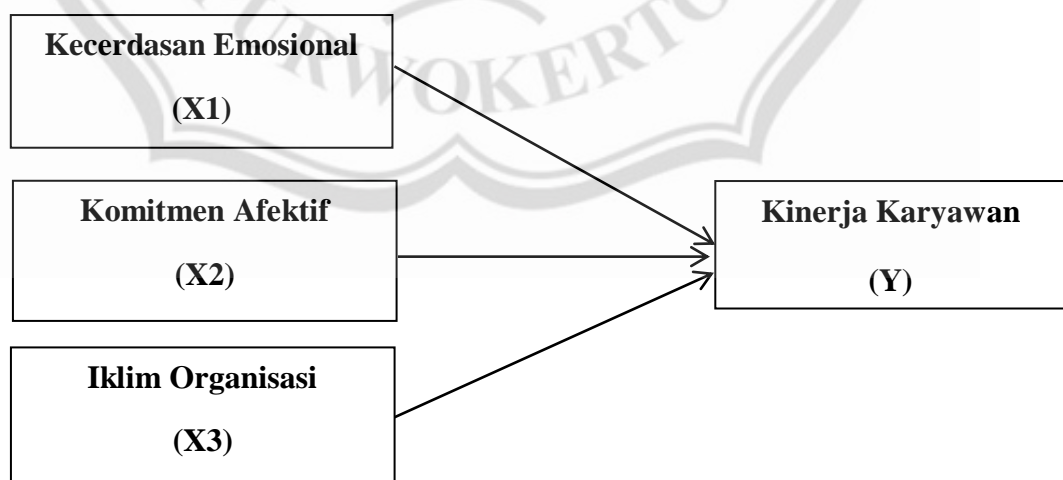 Kecerdasan Emosional
(X1)
Komitmen Afektif
(X2)
Iklim Organisasi
(X3)
Kinerja Karyawan
(Y)